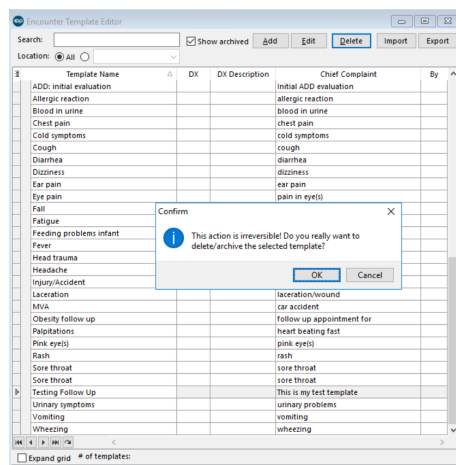 Encounter Template Editor
Search: Show archived Add Edit Delete Import Export
Location: All
Template Name DX DX Description Chief Complaint By
ADD: initial evaluation Initial ADD evaluation
Allergic reaction allergic reaction
Blood in urine blood in urine
Chest pain chest pain
Cold symptoms cold symptoms
Cough cough
Diarrhea diarrhea
Dizziness dizziness
Ear pain ear pain
Eye pain pain in eye(s)
Fall
Fatigue
Feeding problems infant
Fever
Head trauma
Headache
Injury/Accident
Confirm
This action is irreversible! Do you really want to
delete/archive the selected template?
OK Cancel
Laceration laceration/wound
MVA car accident
Obesity follow up follow up appointment for
Palpitations heart beating fast
Pink eye(s) pink eye(s)
Rash rash
Sore throat sore throat
Sore throat sore throat
Testing Follow Up This is my test template
Urinary symptoms urinary problems
Vomiting vomiting
Wheezing wheezing
Expand grid # of templates: